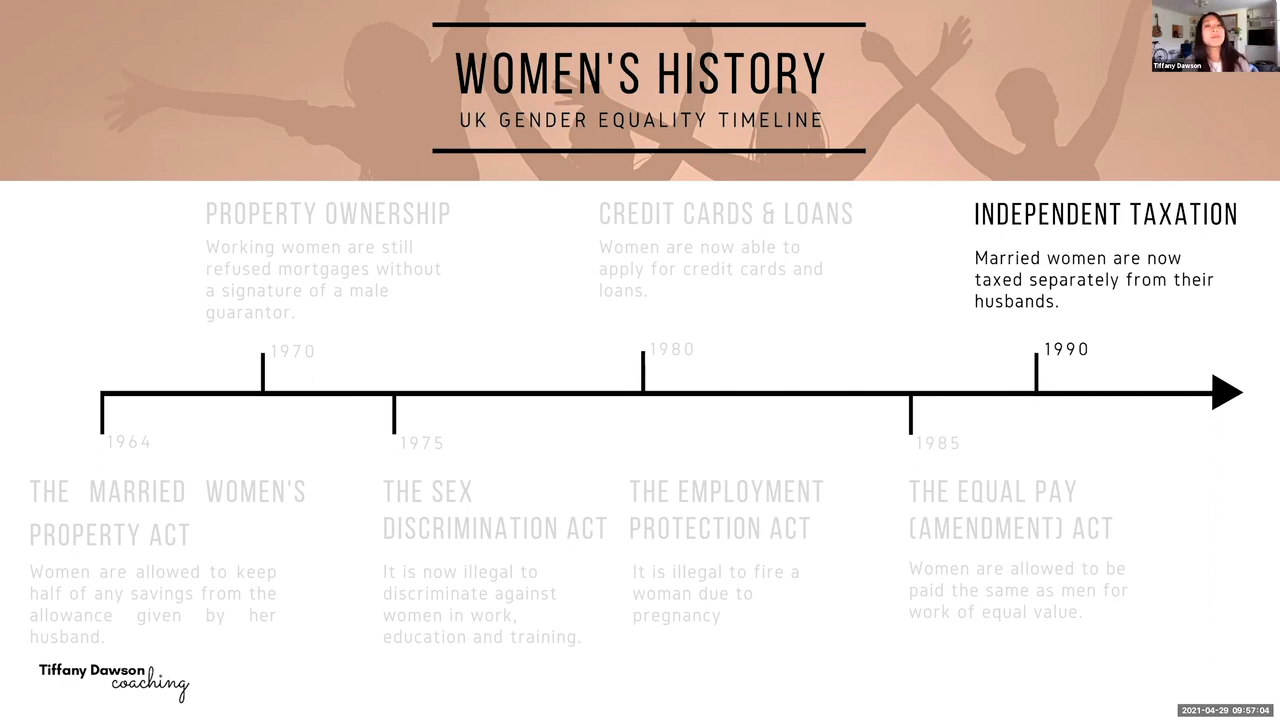 WOMEN'S HISTORY
UK GENDER EQUALITY TIMELINE
Tiffany Dawson
PROPERTY OWNERSHIP
Working women are still
refused mortgages without
a signature of a male
guarantor.
CREDIT CARDS & LOANS
Women are now able to
apply for credit cards and
loans.
INDEPENDENT TAXATION
Married women are now
taxed separately from their
husbands.
1970
1980
1990
1964
1975
1985
THE MARRIED WOMEN'S
PROPERTY ACT
Women are allowed to keep
half of any savings from the
allowance given by her
husband.
THE SEX
DISCRIMINATION ACT
It is now illegal to
discriminate against
women in work,
education and training.
THE EMPLOYMENT
PROTECTION ACT
It is illegal to fire a
woman due to
pregnancy
THE EQUAL PAY
(AMENDMENT) ACT
Women are allowed to be
paid the same as men for
work of equal value.
Tiffany Dawson
coaching
2021-04-29 09:57:04